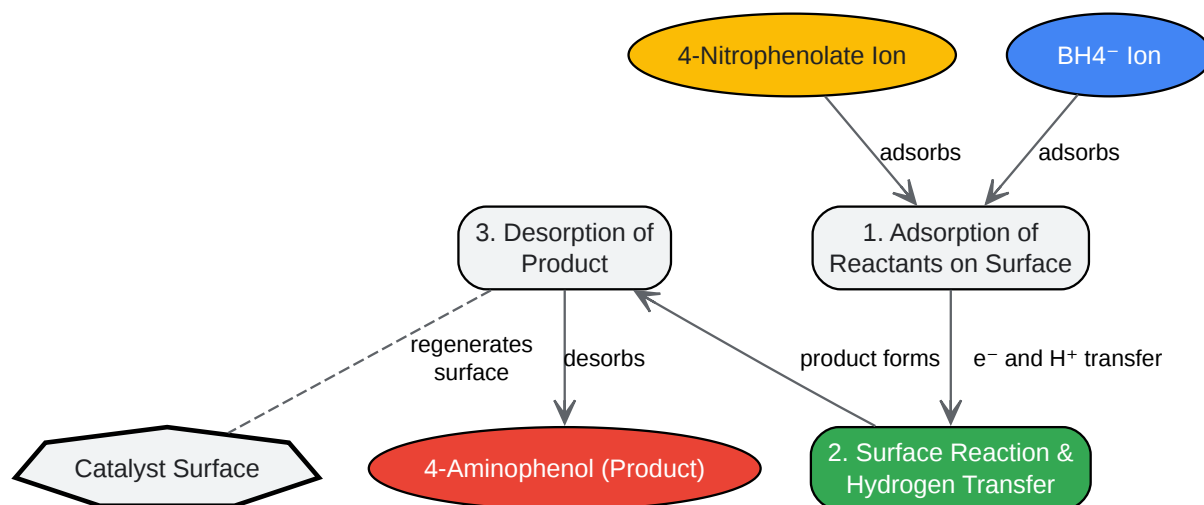 4-Nitrophenolate Ion
BH4⁻ Ion
adsorbs
adsorbs
3. Desorption of
Product
1. Adsorption of
Reactants on Surface
regenerates
surface
desorbs
product forms
e⁻ and H⁺ transfer
Catalyst Surface
4-Aminophenol (Product)
2. Surface Reaction &
Hydrogen Transfer